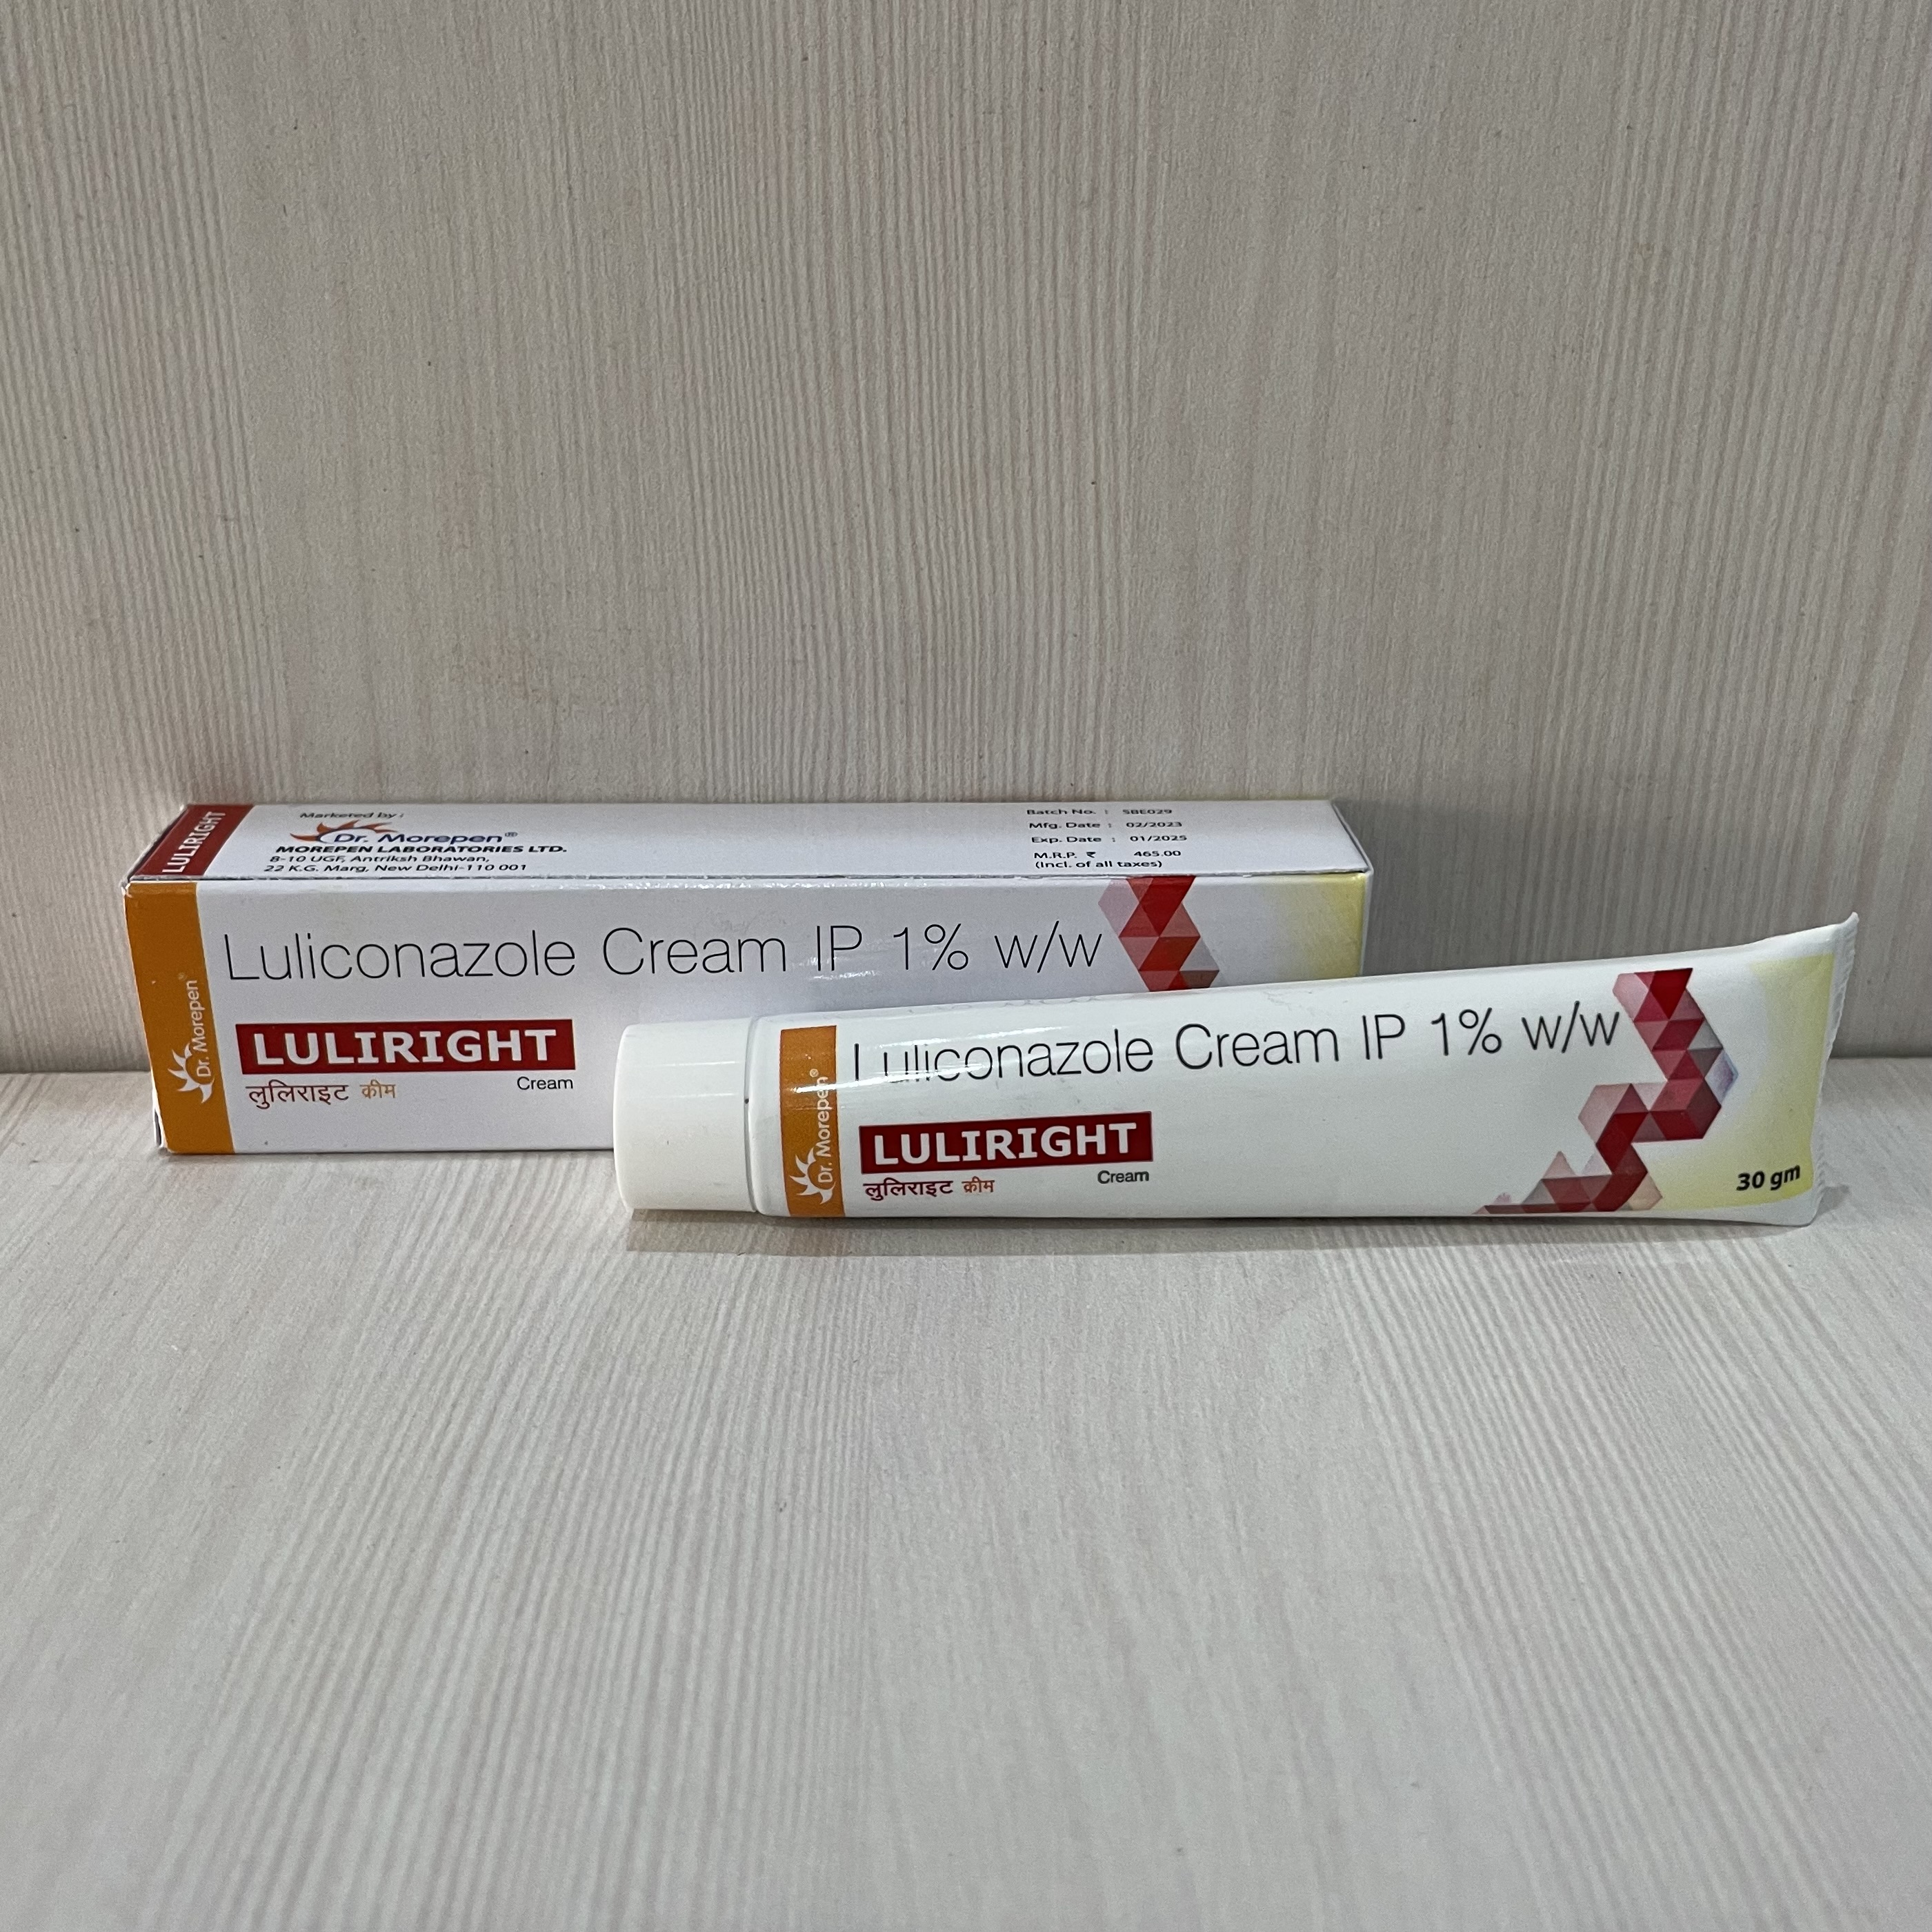 LULIRIGHT
Marketed by :
Dr. Morepen®
MOREPEN LABORATORIES LTD.
B-10 UGF, Antriksh Bhawan,
22 K.G. Marg, New Delhi-110 001
Batch No. : SBE029
Mfg. Date : 02/2023
Exp. Date : 01/2025
M.R.P. ₹ 465.00
(Incl. of all taxes)
Dr. Morepen®
Luliconazole Cream IP 1% w/w
LULIRIGHT
लुलिराइट क्रीम
Cream
Dr. Morepen®
Luliconazole Cream IP 1% w/w
LULIRIGHT
लुलिराइट क्रीम
Cream
30 gm